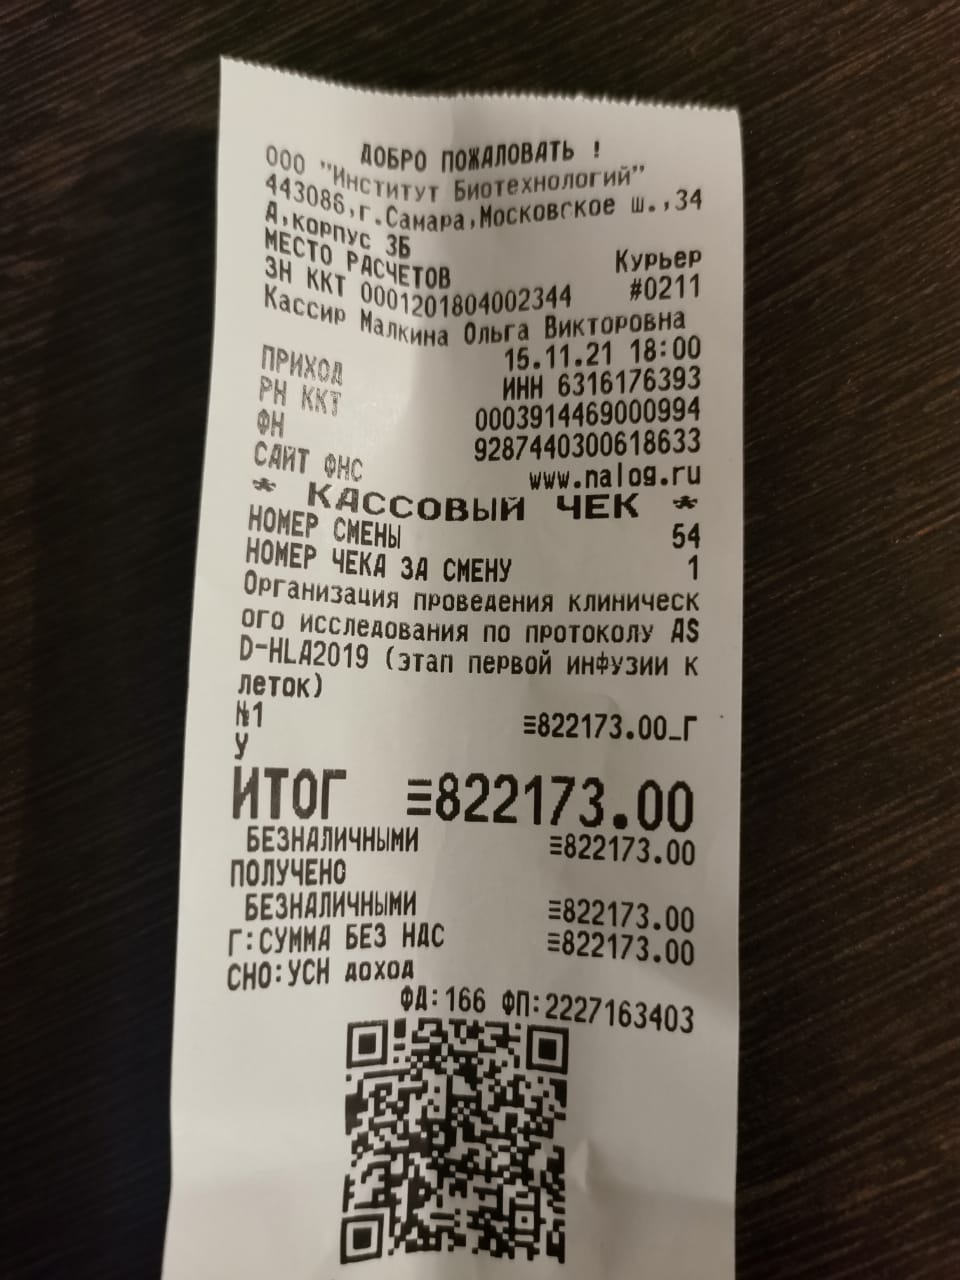 ДОБРО ПОЖАЛОВАТЬ !
ООО "Институт Биотехнологий"
443086,г.Самара,Московское ш.,34
А,корпус 3Б
МЕСТО РАСЧЕТОВ Курьер
ЗН ККТ 0001201804002344 #0211
Кассир Малкина Ольга Викторовна
15.11.21 18:00
ПРИХОД ИНН 6316176393
РН ККТ 0003914469000994
ФН 9287440300618633
САЙТ ФНС www.nalog.ru
* КАССОВЫЙ ЧЕК *
НОМЕР СМЕНЫ 54
НОМЕР ЧЕКА ЗА СМЕНУ 1
Организация проведения клиническ
ого исследования по протоколу AS
D-HLA2019 (этап первой инфузии к
леток)
№1 ≡822173.00_Г
У
ИТОГ ≡822173.00
БЕЗНАЛИЧНЫМИ ≡822173.00
ПОЛУЧЕНО
БЕЗНАЛИЧНЫМИ ≡822173.00
Г:СУММА БЕЗ НДС ≡822173.00
СНО:УСН доход
ФД:166 ФП:2227163403